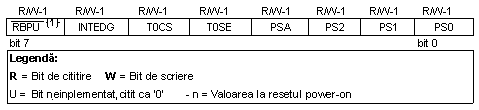 R/W-1 R/W-1 R/W-1 R/W-1 R/W-1 R/W-1 R/W-1 R/W-1
RBPU (1) INTEDG T0CS T0SE PSA PS2 PS1 PS0
bit 7 bit 0
Legendă:
R = Bit de cititire W = Bit de scriere
U = Bit neinplementat, citit ca '0' - n = Valoarea la resetul power-on